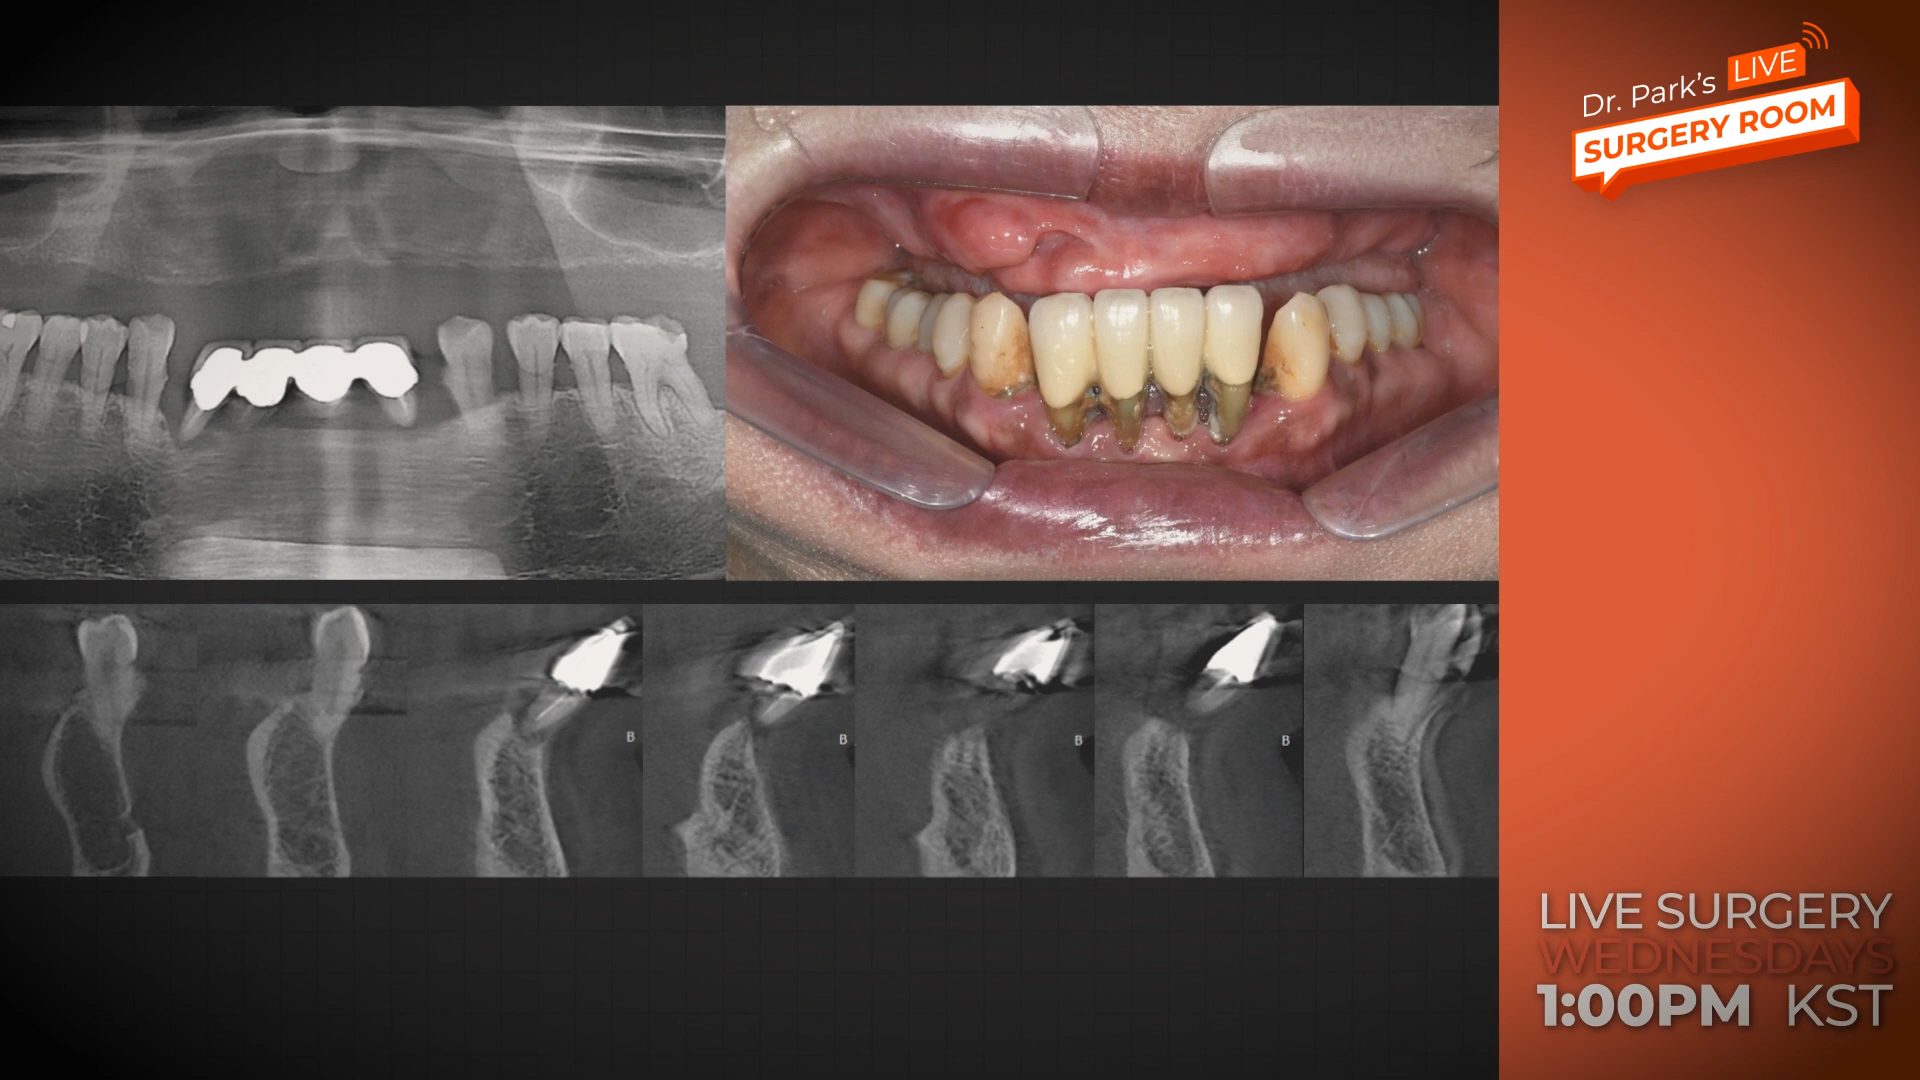 Dr. Park's LIVE
SURGERY ROOM
B
B
B
B
LIVE SURGERY
WEDNESDAYS
1:00PM KST